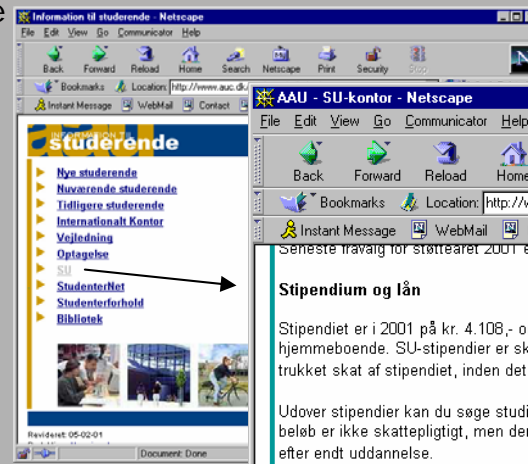 e
Information til studerende - Netscape
File Edit View Go Communicator Help
Back Forward Reload Home Search Netscape Print Security Stop
Bookmarks Location: http://www.auc.dk/
Instant Message WebMail Contact
INFORMATION TIL
studerende
Nye studerende
Nuværende studerende
Tidligere studerende
Internationalt Kontor
Vejledning
Optagelse
SU
StudenterNet
Studenterforhold
Bibliotek
Revideret: 05-02-01
Document: Done
AAU - SU-kontor - Netscape
File Edit View Go Communicator Help
Back Forward Reload Home
Bookmarks Location: http://w
Instant Message WebMail
Seneste fravalg for støtteåret 2001 e
Stipendium og lån
Stipendiet er i 2001 på kr. 4.108,- o
hjemmeboende. SU-stipendier er sk
trukket skat af stipendiet, inden det
Udover stipendier kan du søge studi
beløb er ikke skattepligtigt, men der
efter endt uddannelse.